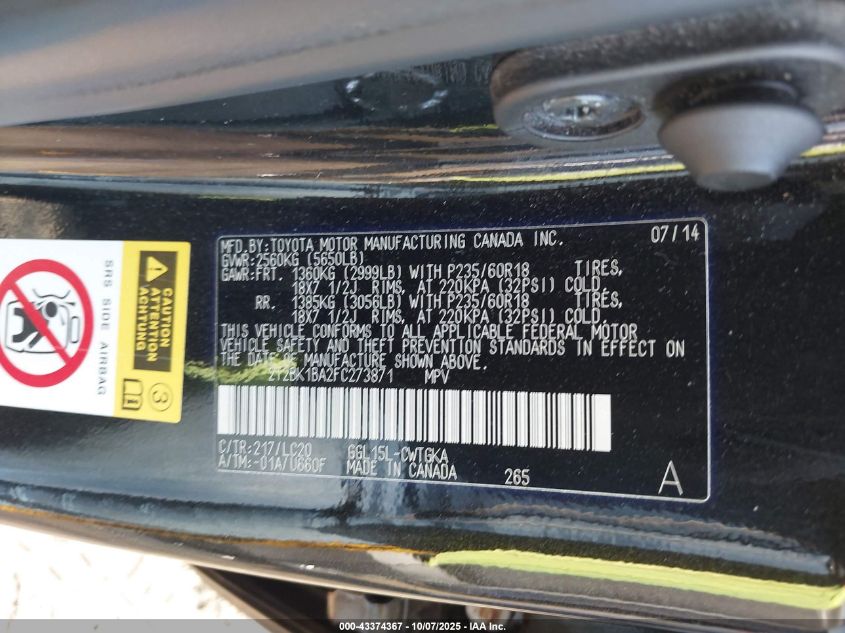 SRS SIDE AIRBAG
CAUTION
ATTENTION
ACHTUNG
3
MFD.BY:TOYOTA MOTOR MANUFACTURING CANADA INC. 07/14
GVWR:2560KG (5650LB)
GAWR:FRT. 1360KG (2999LB) WITH P235/60R18 TIRES,
18X7 1/2J RIMS, AT 220KPA (32PSI) COLD.
RR. 1385KG (3056LB) WITH P235/60R18 TIRES,
18X7 1/2J RIMS, AT 220KPA (32PSI) COLD.
THIS VEHICLE CONFORMS TO ALL APPLICABLE FEDERAL MOTOR
VEHICLE SAFETY AND THEFT PREVENTION STANDARDS IN EFFECT ON
THE DATE OF MANUFACTURE SHOWN ABOVE.
2T2BK1BA2FC273871 MPV
C/TR:217/LC20 GGL15L-CWTGKA
A/TM:-01A/U660F MADE IN CANADA 265 A
000-43374367 - 10/07/2025 - IAA Inc.